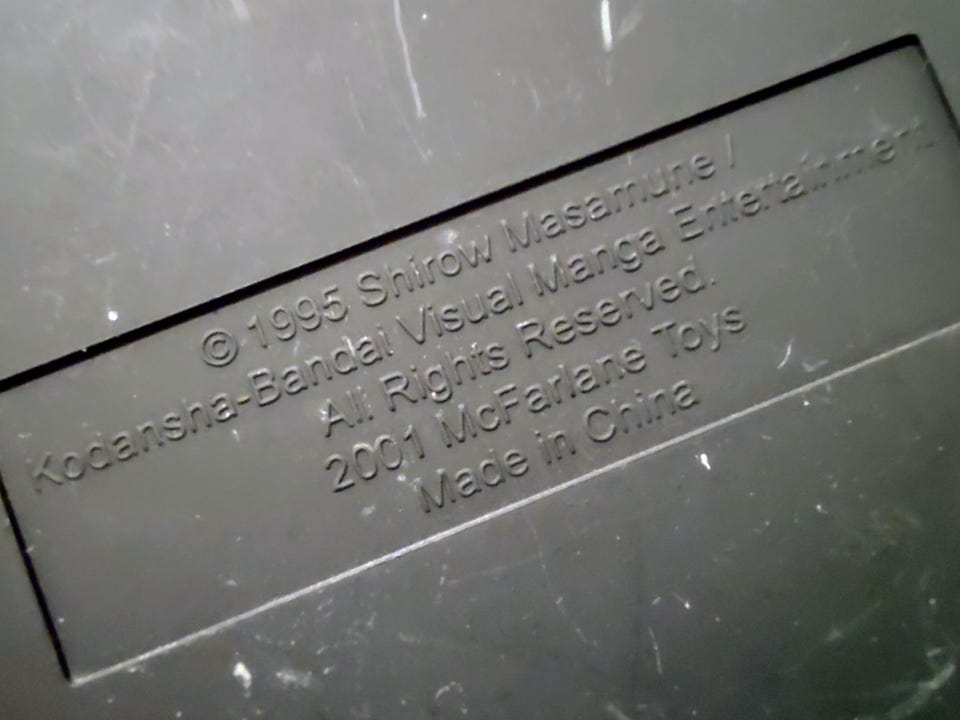 © 1995 Shirow Masamune /
Kodansha-Bandai Visual Manga Entertainment
All Rights Reserved.
2001 McFarlane Toys
Made in China